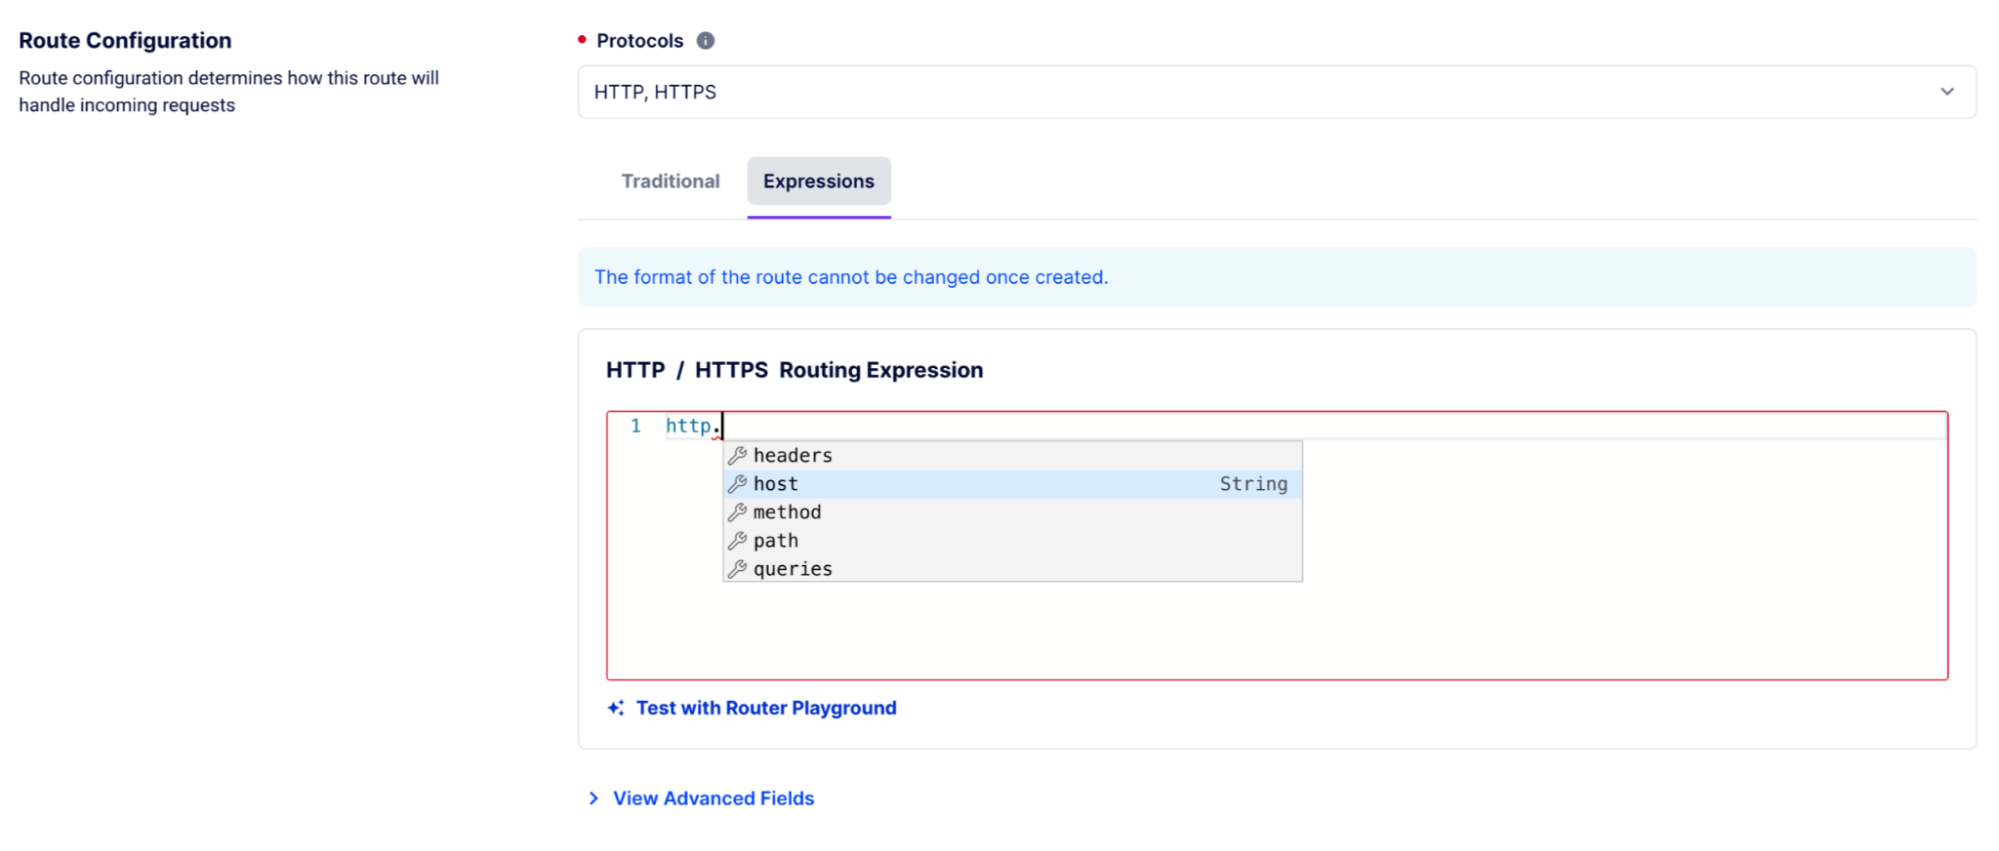 Route Configuration
Route configuration determines how this route will
handle incoming requests
Protocols
HTTP, HTTPS
Traditional
Expressions
The format of the route cannot be changed once created.
HTTP / HTTPS Routing Expression
1 http.
headers
host String
method
path
queries
Test with Router Playground
View Advanced Fields